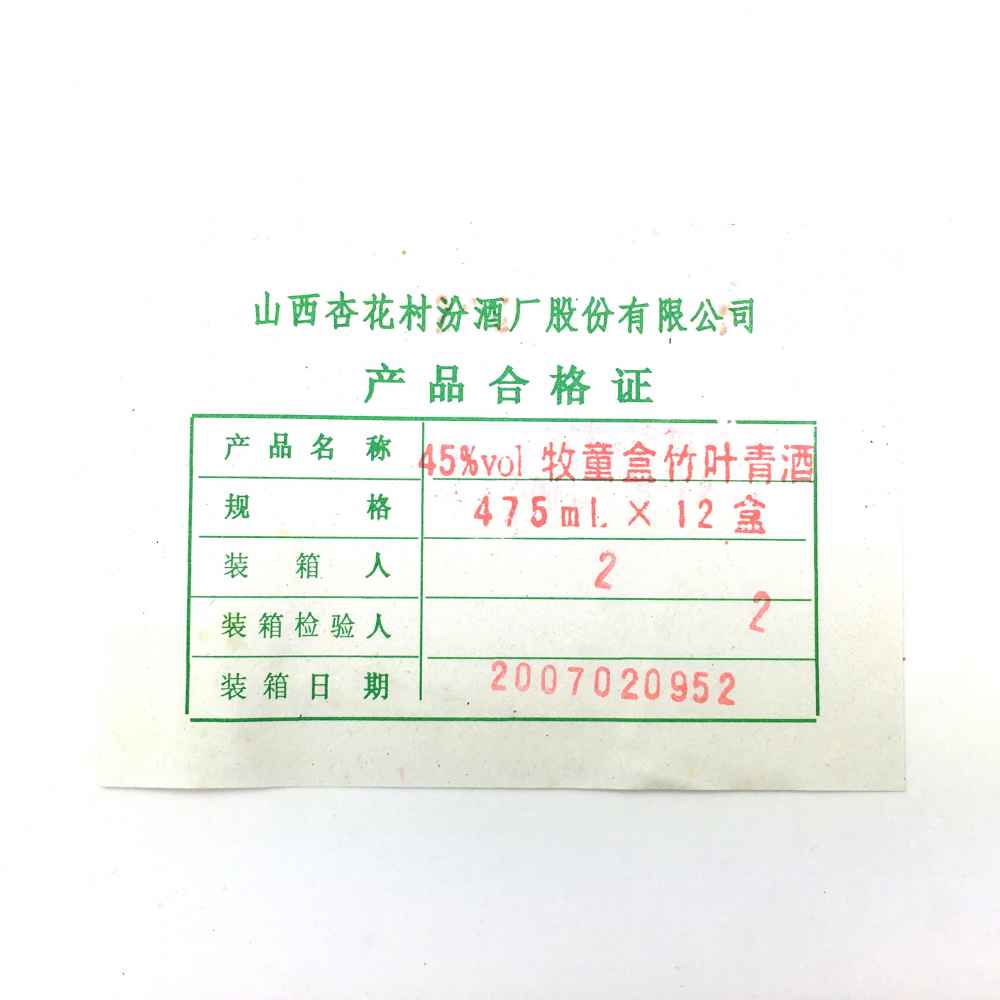 山西杏花村汾酒厂股份有限公司
产品合格证
产品名称 45%vol 牧童盒竹叶青酒
规格 475mL × 12 盒
装箱人 2
装箱检验人 2
装箱日期 2007020952